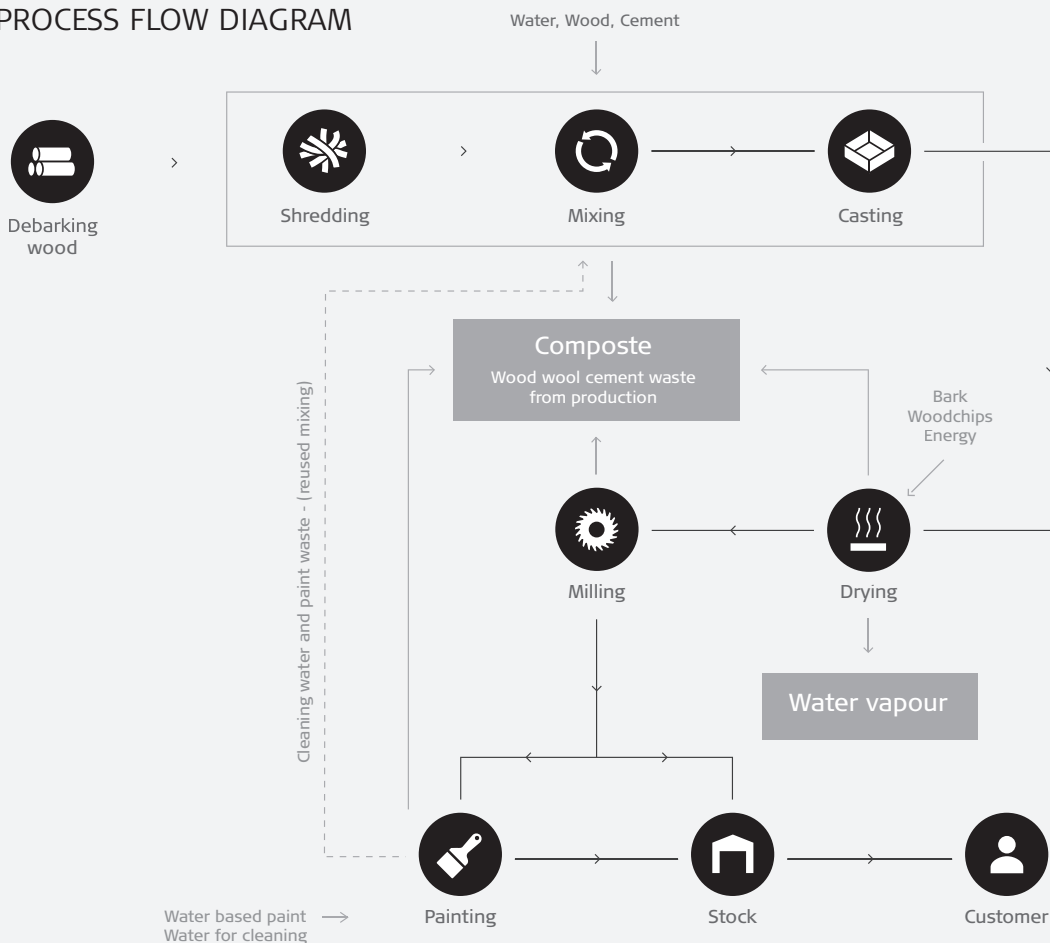 PROCESS FLOW DIAGRAM
Water, Wood, Cement
Debarking
wood
Shredding
Mixing
Casting
Composte
Wood wool cement waste
from production
Bark
Woodchips
Energy
Cleaning water and paint waste - (reused mixing)
Milling
Drying
Water vapour
Painting
Stock
Customer
Water based paint
Water for cleaning